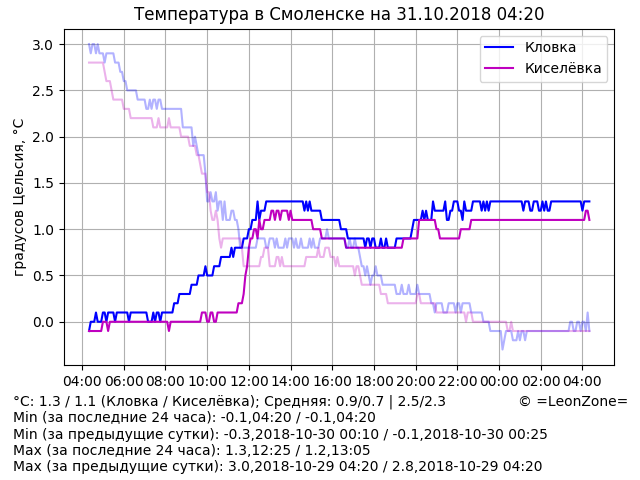 Температура в Смоленске на 31.10.2018 04:20
Кловка
Киселёвка
градусов Цельсия, °C
3.0
2.5
2.0
1.5
1.0
0.5
0.0
04:00 06:00 08:00 10:00 12:00 14:00 16:00 18:00 20:00 22:00 00:00 02:00 04:00
°C: 1.3 / 1.1 (Кловка / Киселёвка); Средняя: 0.9/0.7 | 2.5/2.3 © =LeonZone=
Min (за последние 24 часа): -0.1,04:20 / -0.1,04:20
Min (за предыдущие сутки): -0.3,2018-10-30 00:10 / -0.1,2018-10-30 00:25
Max (за последние 24 часа): 1.3,12:25 / 1.2,13:05
Max (за предыдущие сутки): 3.0,2018-10-29 04:20 / 2.8,2018-10-29 04:20